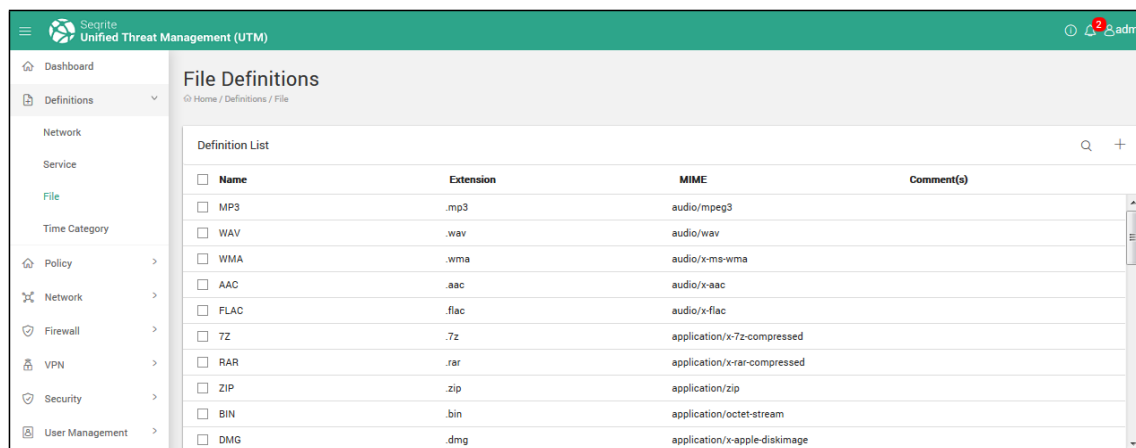 Seqrite
Unified Threat Management (UTM)
2
adm
Dashboard
Definitions
Network
Service
File
Time Category
Policy
Network
Firewall
VPN
Security
User Management
File Definitions
Home / Definitions / File
Definition List
Name Extension MIME Comment(s)
MP3 .mp3 audio/mpeg3
WAV .wav audio/wav
WMA .wma audio/x-ms-wma
AAC .aac audio/x-aac
FLAC .flac audio/x-flac
7Z .7z application/x-7z-compressed
RAR .rar application/x-rar-compressed
ZIP .zip application/zip
BIN .bin application/octet-stream
DMG .dmg application/x-apple-diskimage